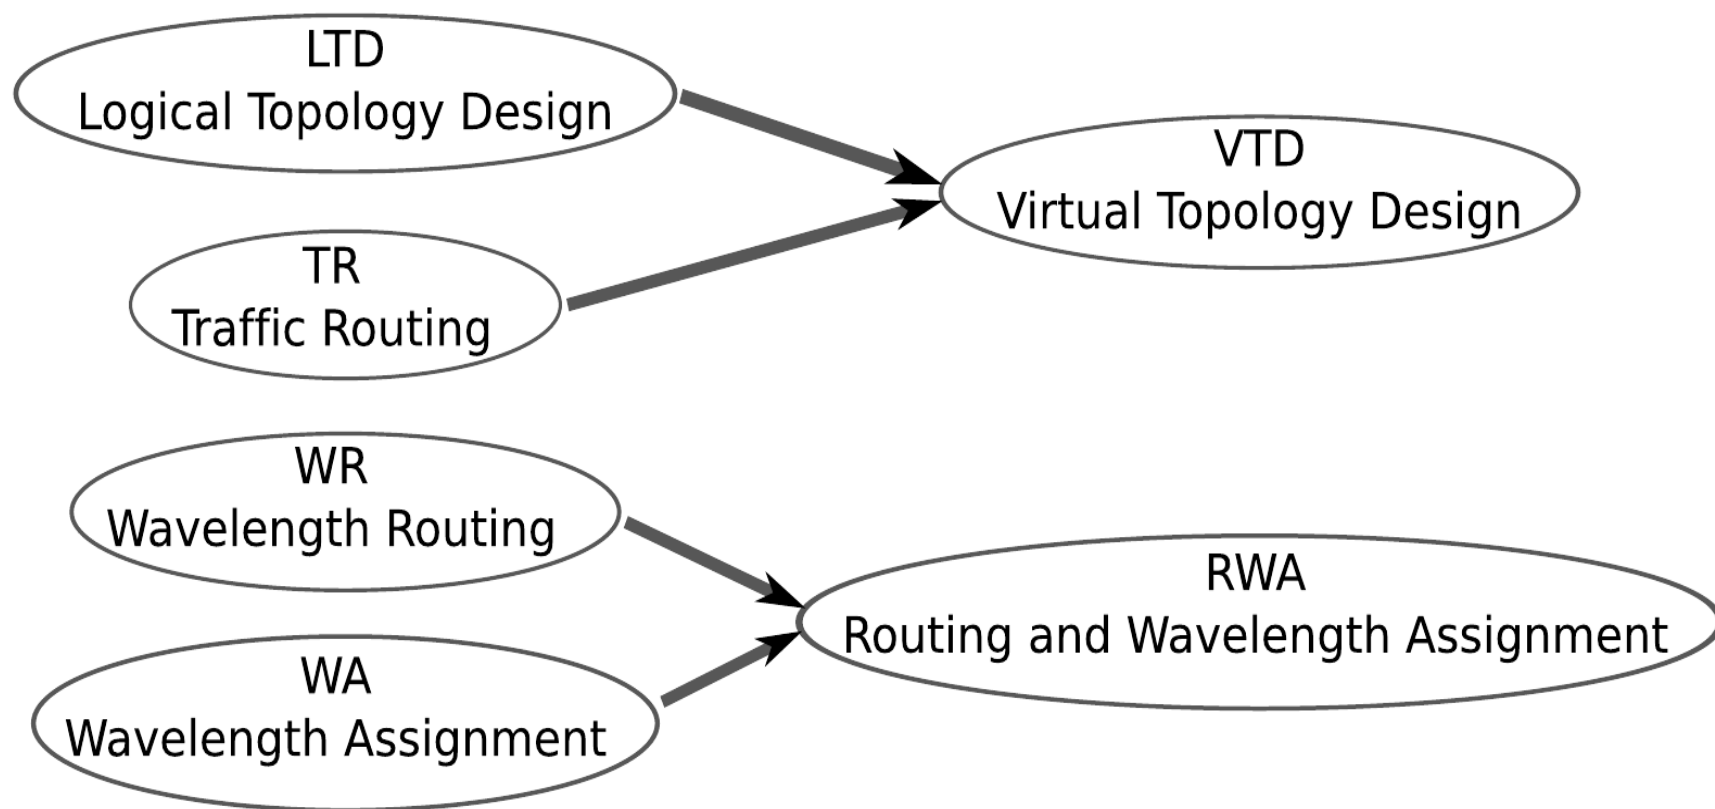 LTD
Logical Topology Design
TR
Traffic Routing
VTD
Virtual Topology Design
WR
Wavelength Routing
WA
Wavelength Assignment
RWA
Routing and Wavelength Assignment